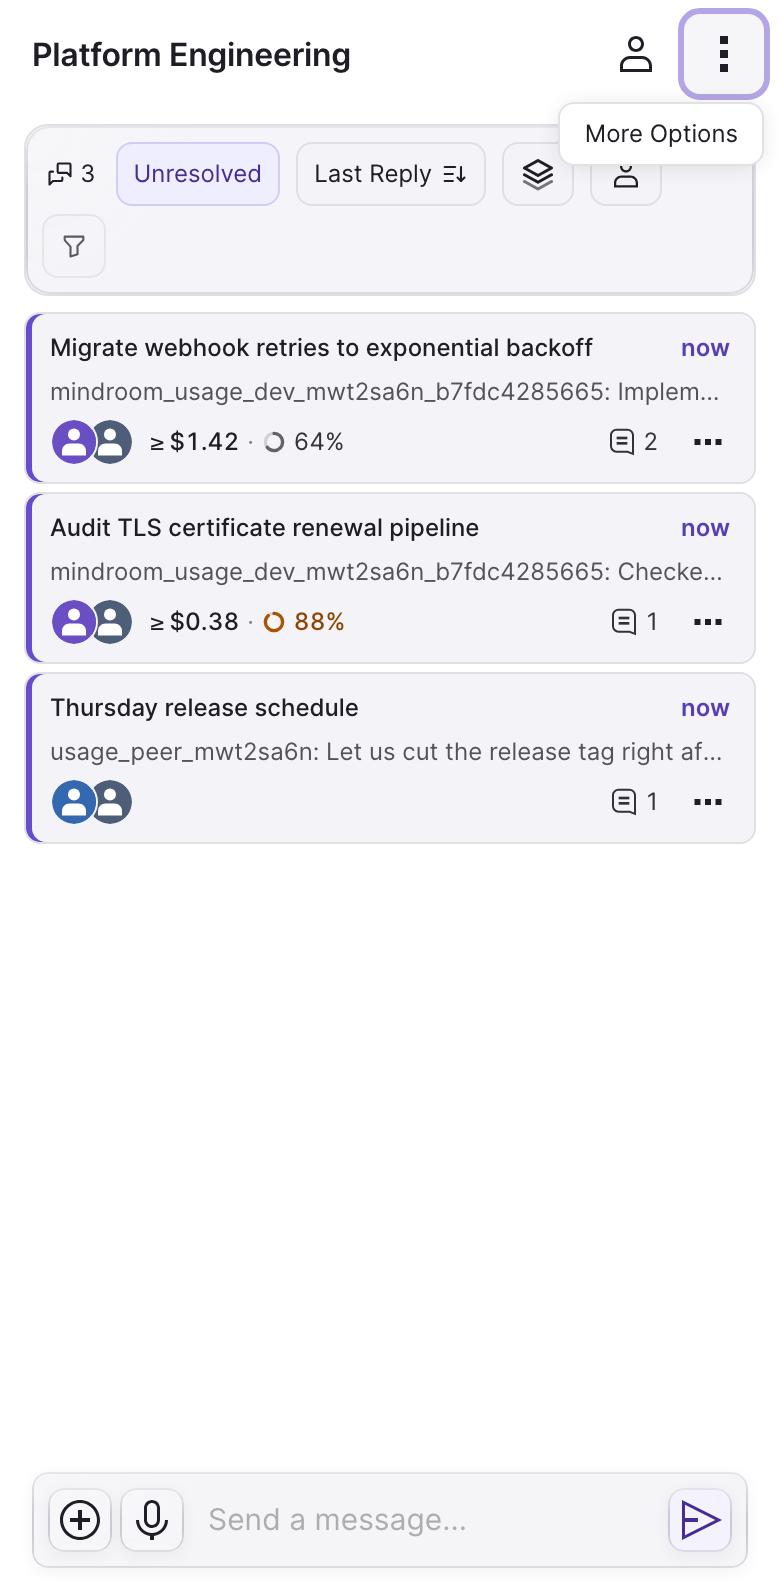 Platform Engineering
More Options
3
Unresolved
Last Reply
Migrate webhook retries to exponential backoff
now
mindroom_usage_dev_mwt2sa6n_b7fdc4285665: Implem...
≥ $1.42 · 64%
2
Audit TLS certificate renewal pipeline
now
mindroom_usage_dev_mwt2sa6n_b7fdc4285665: Checke...
≥ $0.38 · 88%
1
Thursday release schedule
now
usage_peer_mwt2sa6n: Let us cut the release tag right af...
1
Send a message...